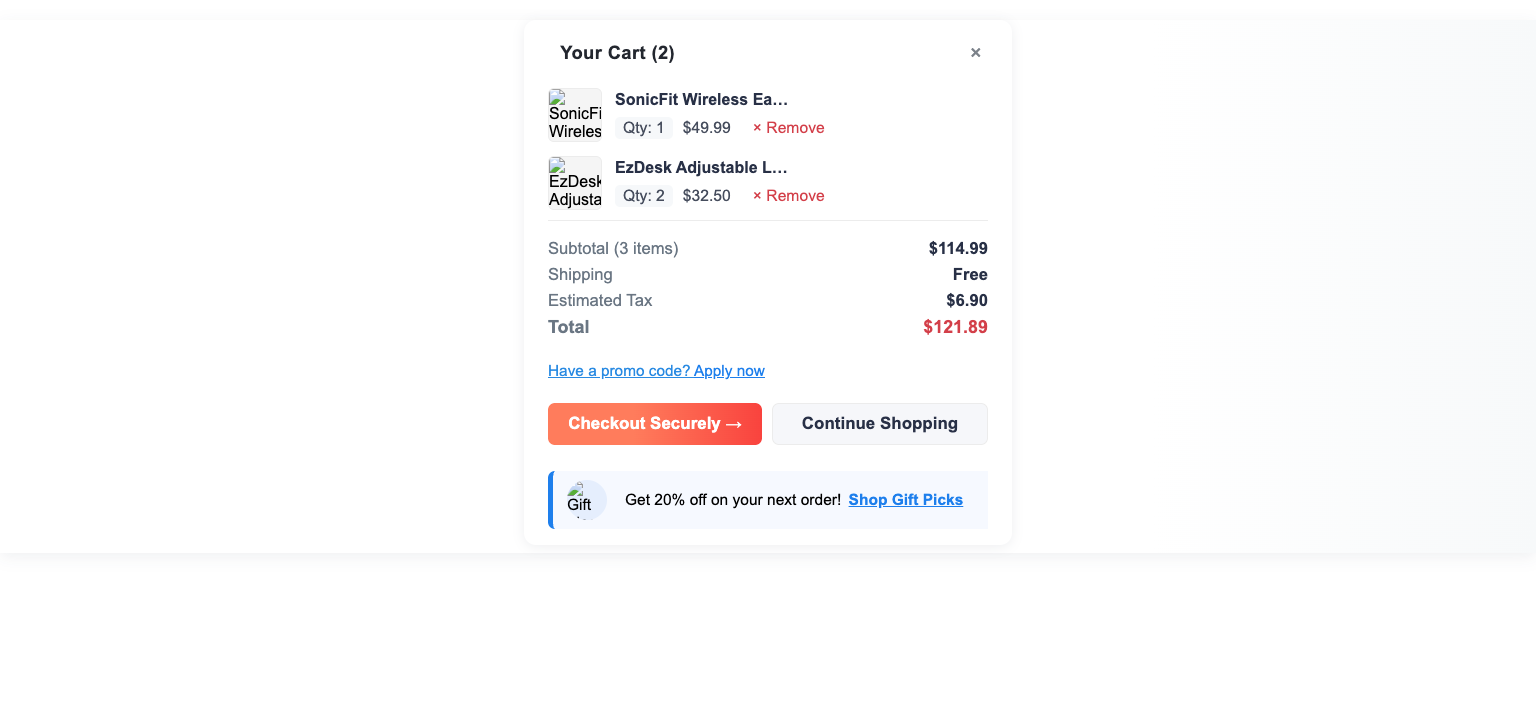 Your Cart (2)
×
SonicFi
Wireles
SonicFit Wireless Ea…
Qty: 1 $49.99 × Remove
EzDesk
Adjusta
EzDesk Adjustable L…
Qty: 2 $32.50 × Remove
Subtotal (3 items) $114.99
Shipping Free
Estimated Tax $6.90
Total $121.89
Have a promo code? Apply now
Checkout Securely → Continue Shopping
Gift
Get 20% off on your next order! Shop Gift Picks